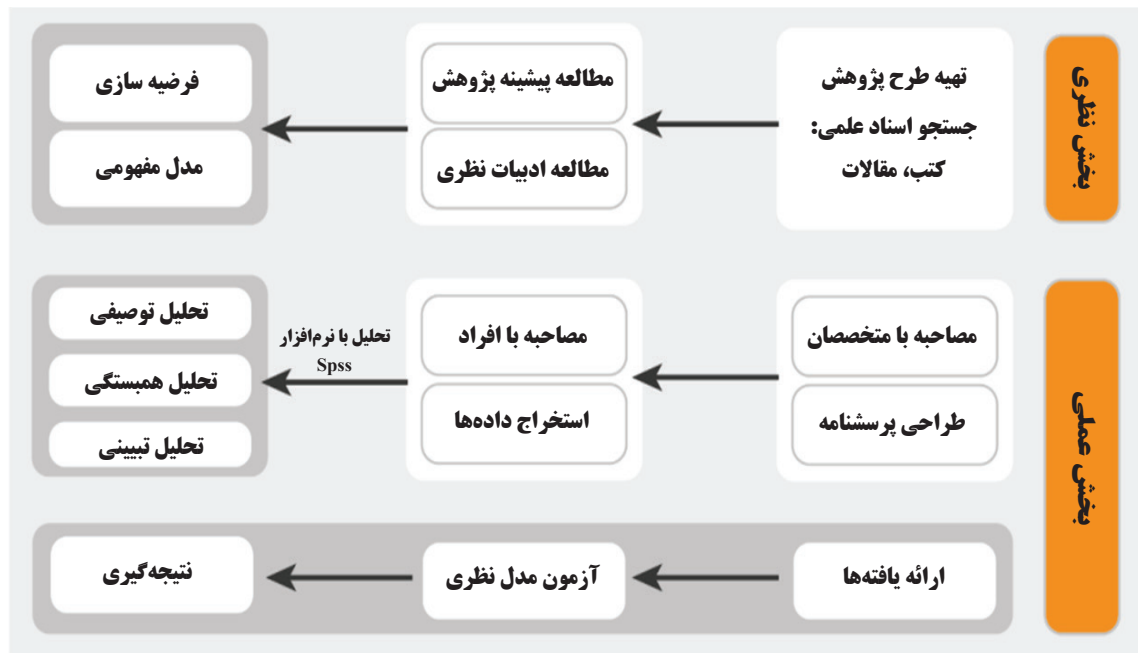 بخش نظری
تهیه طرح پژوهش
جستجو اسناد علمی:
کتب، مقالات
مطالعه پیشینه پژوهش
مطالعه ادبیات نظری
فرضیه سازی
مدل مفهومی
بخش عملی
مصاحبه با متخصصان
طراحی پرسشنامه
مصاحبه با افراد
استخراج داده‌ها
تحلیل با نرم‌افزار
Spss
تحلیل توصیفی
تحلیل همبستگی
تحلیل تبیینی
ارائه یافته‌ها
آزمون مدل نظری
نتیجه‌گیری